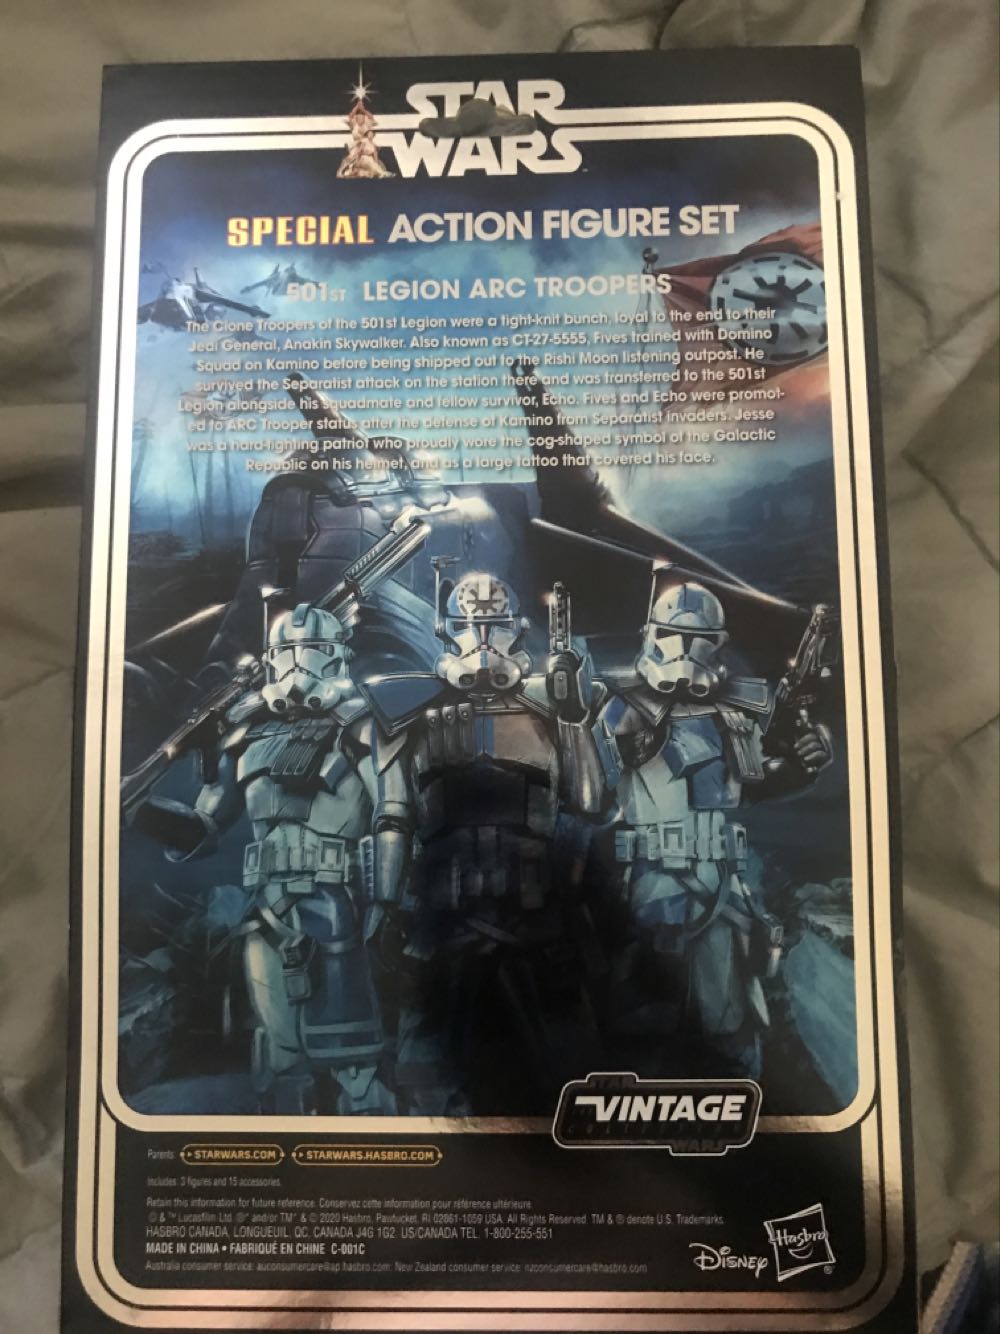 STAR
WARS
SPECIAL ACTION FIGURE SET
501ST LEGION ARC TROOPERS
The Clone Troopers of the 501st Legion were a tight-knit bunch, loyal to the end to their
Jedi General, Anakin Skywalker. Also known as CT-27-5555, Fives trained with Domino
Squad on Kamino before being shipped out to the Rishi Moon listening outpost. He
survived the Separatist attack on the station there and was transferred to the 501st
Legion alongside his squadmate and fellow survivor, Echo. Fives and Echo were promot-
ed to ARC Trooper status after the defense of Kamino from Separatist invaders. Jesse
was a hard-fighting patriot who proudly wore the cog-shaped symbol of the Galactic
Republic on his helmet, and as a large tattoo that covered his face.
STAR
VINTAGE
COLLECTION
WARS
Parents: STARWARS.COM STARWARS.HASBRO.COM
Includes: 3 figures and 15 accessories.
Retain this information for future reference. Conservez cette information pour référence ultérieure.
© & ™ Lucasfilm Ltd. ®* and/or TM* & © 2020 Hasbro, Pawtucket, RI 02861-1059 USA. All Rights Reserved. TM & ® denote U.S. Trademarks.
HASBRO CANADA, LONGUEUIL, QC, CANADA J4G 1G2. US/CANADA TEL. 1-800-255-551
MADE IN CHINA • FABRIQUÉ EN CHINE C-001C
Australia consumer service: auconsumercare@ap.hasbro.com; New Zealand consumer service: nzconsumercare@hasbro.com
DISNEY
Hasbro
®